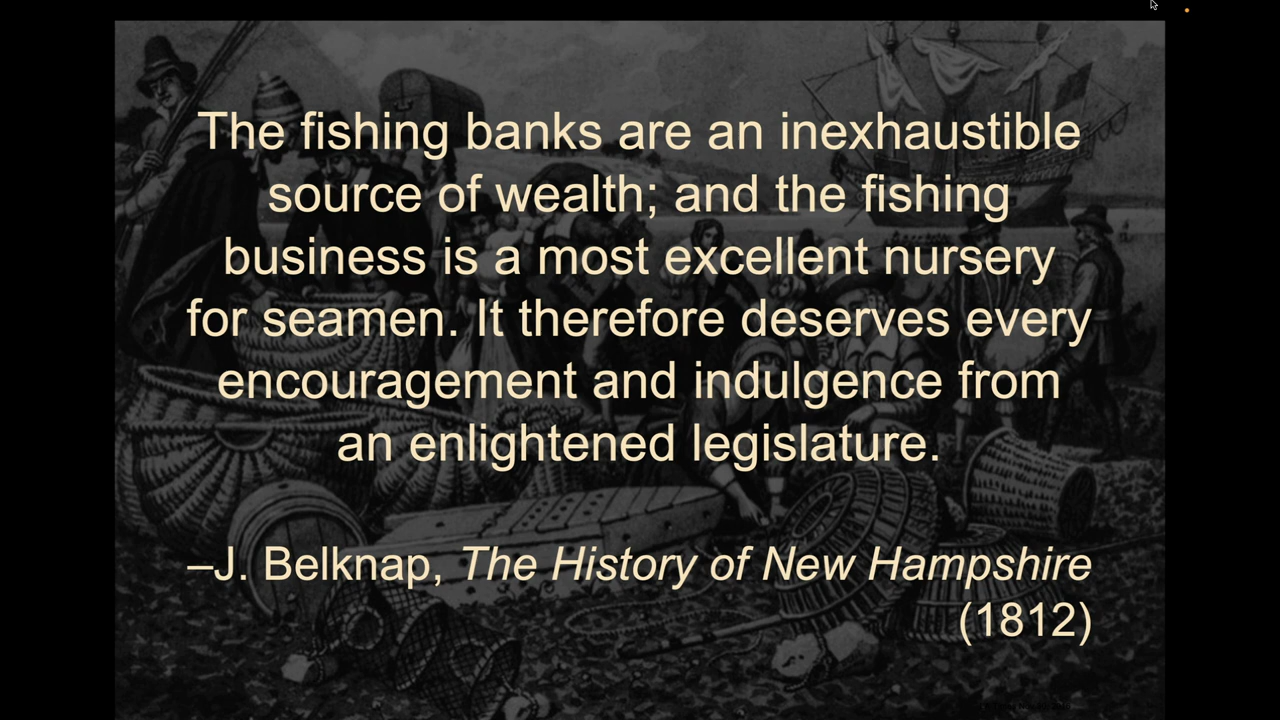 The fishing banks are an inexhaustible
source of wealth; and the fishing
business is a most excellent nursery
for seamen. It therefore deserves every
encouragement and indulgence from
an enlightened legislature.
–J. Belknap, The History of New Hampshire
(1812)